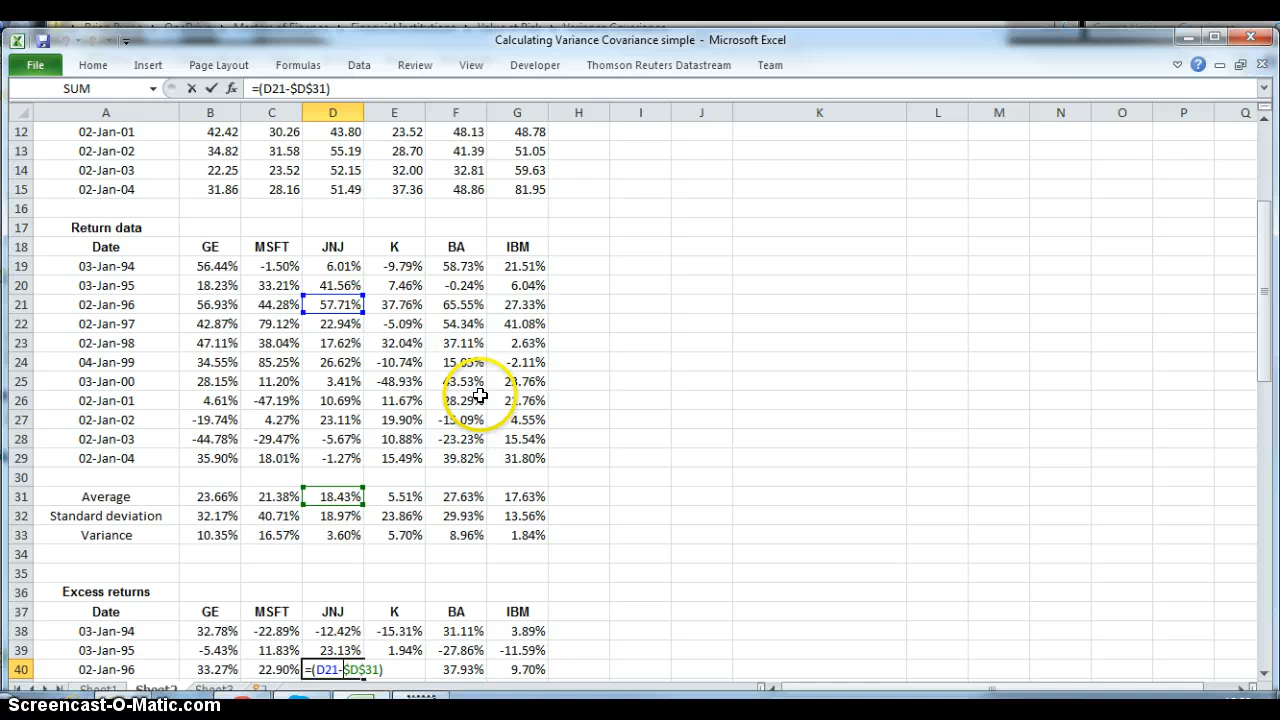 Calculating Variance Covariance simple - Microsoft Excel
File Home Insert Page Layout Formulas Data Review View Developer Thomson Reuters Datastream Team
SUM fx =(D21-$D$31)
A B C D E F G H I J K L M N O P Q
12 02-Jan-01 42.42 30.26 43.80 23.52 48.13 48.78
13 02-Jan-02 34.82 31.58 55.19 28.70 41.39 51.05
14 02-Jan-03 22.25 23.52 52.15 32.00 32.81 59.63
15 02-Jan-04 31.86 28.16 51.49 37.36 48.86 81.95
16
17 Return data
18 Date GE MSFT JNJ K BA IBM
19 03-Jan-94 56.44% -1.50% 6.01% -9.79% 58.73% 21.51%
20 03-Jan-95 18.23% 33.21% 41.56% 7.46% -0.24% 6.04%
21 02-Jan-96 56.93% 44.28% 57.71% 37.76% 65.55% 27.33%
22 02-Jan-97 42.87% 79.12% 22.94% -5.09% 54.34% 41.08%
23 02-Jan-98 47.11% 38.04% 17.62% 32.04% 37.11% 2.63%
24 04-Jan-99 34.55% 85.25% 26.62% -10.74% -2.11%
25 03-Jan-00 28.15% 11.20% 3.41% -48.93% 43.53%
26 02-Jan-01 4.61% -47.19% 10.69% 11.67%
27 02-Jan-02 -19.74% 4.27% 23.11% 19.90% 4.55%
28 02-Jan-03 -44.78% -29.47% -5.67% 10.88% -23.23% 15.54%
29 02-Jan-04 35.90% 18.01% -1.27% 15.49% 39.82% 31.80%
30
31 Average 23.66% 21.38% 18.43% 5.51% 27.63% 17.63%
32 Standard deviation 32.17% 40.71% 18.97% 23.86% 29.93% 13.56%
33 Variance 10.35% 16.57% 3.60% 5.70% 8.96% 1.84%
34
35
36 Excess returns
37 Date GE MSFT JNJ K BA IBM
38 03-Jan-94 32.78% -22.89% -12.42% -15.31% 31.11% 3.89%
39 03-Jan-95 -5.43% 11.83% 23.13% 1.94% -27.86% -11.59%
40 02-Jan-96 33.27% 22.90% =(D21-$D$31) 37.93% 9.70%
Sheet1 Sheet2 Sheet3
Screencast-O-Matic.com